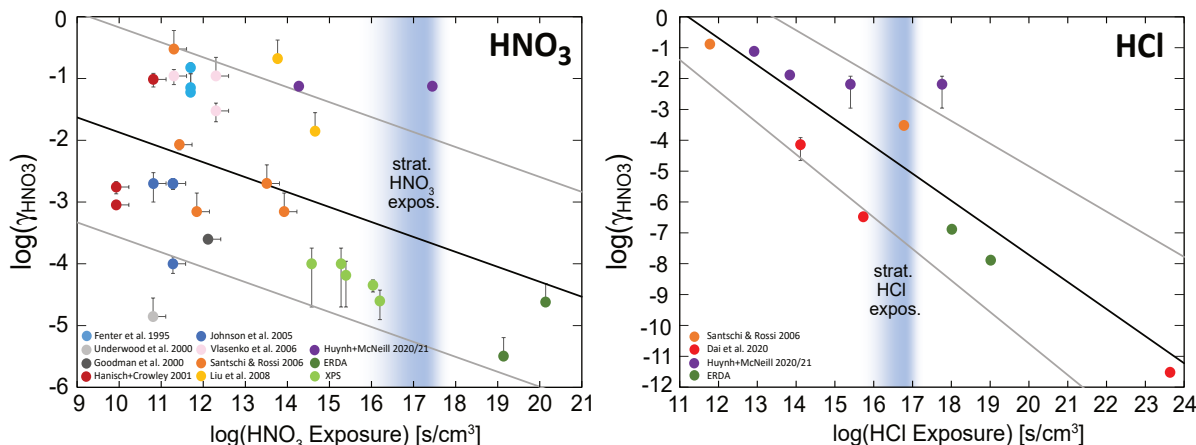 HNO₃
0
-1
-2
-3
-4
-5
-6
log(γHNO3)
strat.
HNO₃
expos.
Fenter et al. 1995
Underwood et al. 2000
Goodman et al. 2000
Hanisch+Crowley 2001
Johnson et al. 2005
Vlasenko et al. 2006
Santschi & Rossi 2006
Liu et al. 2008
Huynh+McNeill 2020/21
ERDA
XPS
9 10 11 12 13 14 15 16 17 18 19 20 21
log(HNO₃ Exposure) [s/cm³]
HCl
0
-1
-2
-3
-4
-5
-6
-7
-8
-9
-10
-11
-12
log(γHNO3)
strat.
HCl
expos.
Santschi & Rossi 2006
Dai et al. 2020
Huynh+McNeill 2020/21
ERDA
11 12 13 14 15 16 17 18 19 20 21 22 23 24
log(HCl Exposure) [s/cm³]